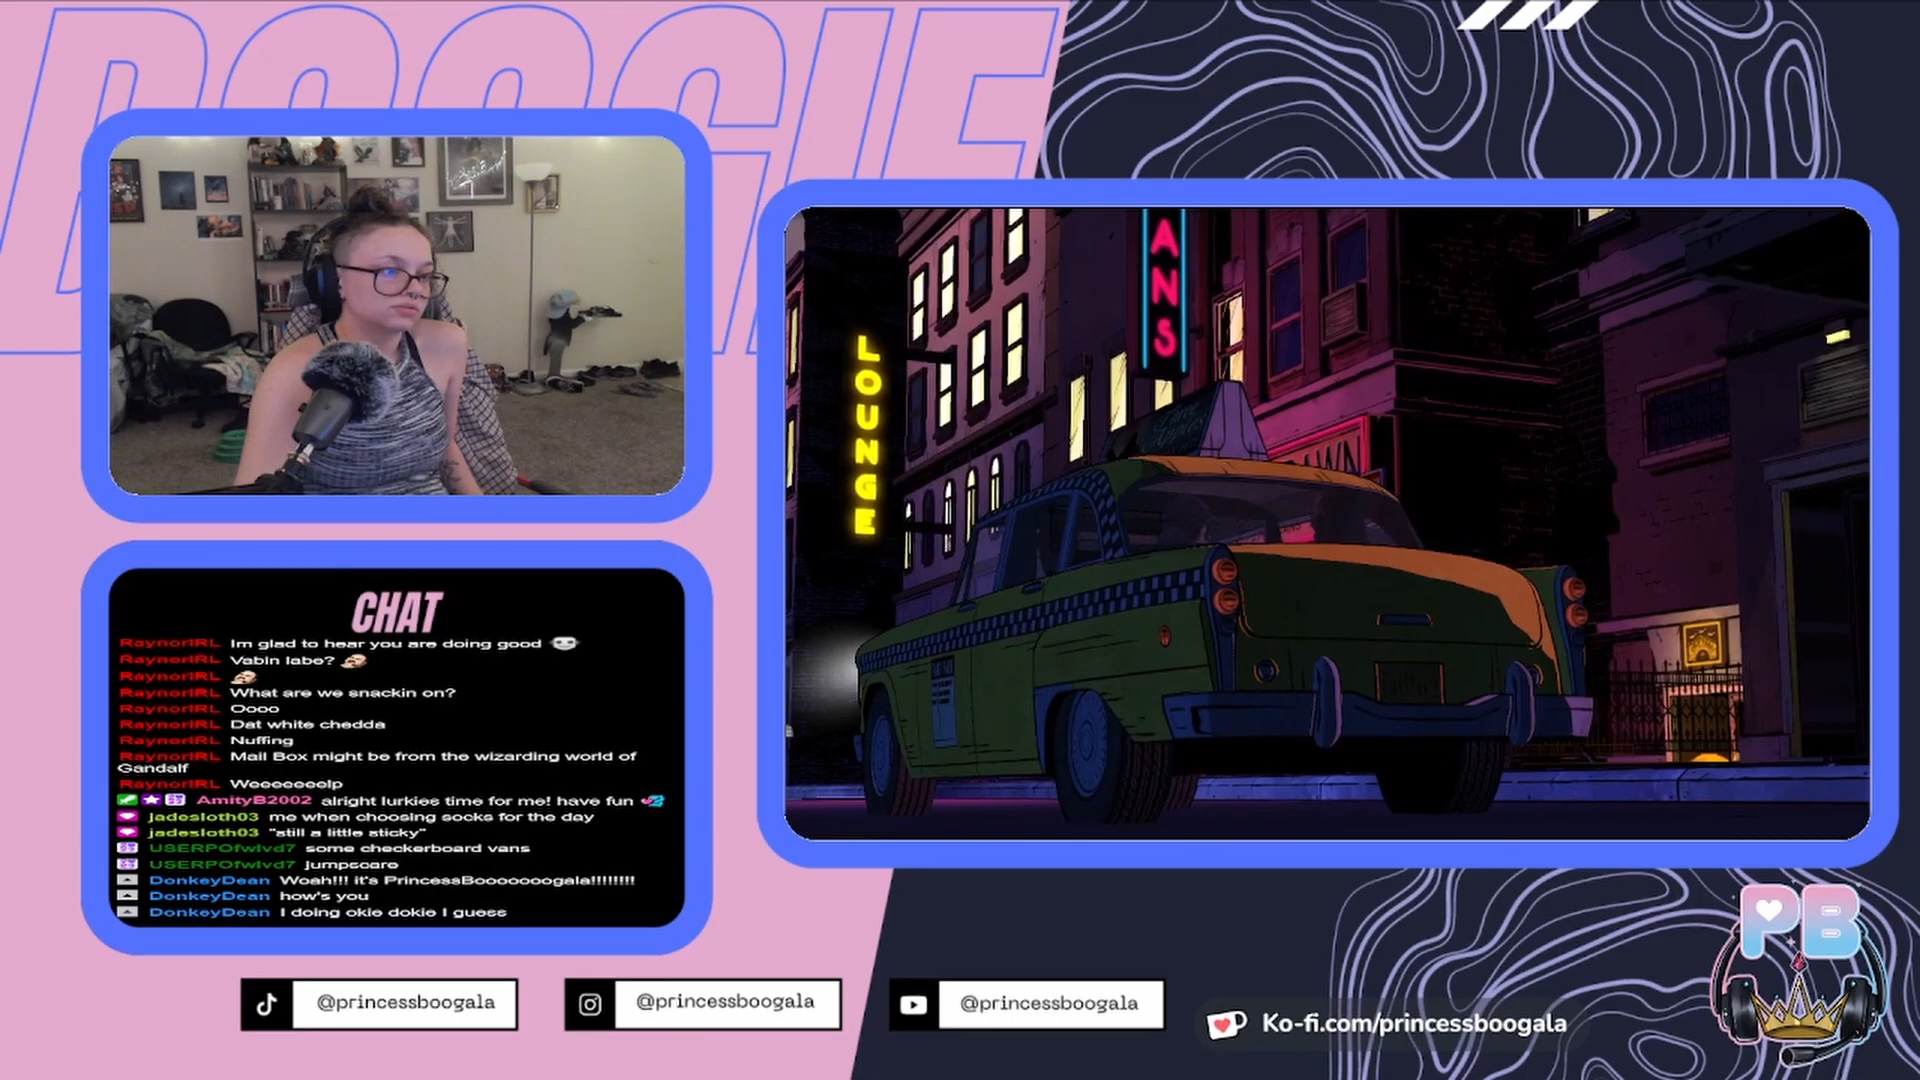 BOOGIE
ANS
LOUNGE
AWN
CHAT
RaynorIRL Im glad to hear you are doing good
RaynorIRL Vabin labe?
RaynorIRL
RaynorIRL What are we snackin on?
RaynorIRL Oooo
RaynorIRL Dat white chedda
RaynorIRL Nuffing
RaynorIRL Mail Box might be from the wizarding world of
Gandalf
RaynorIRL Weeeeeeelp
AmityB2002 alright lurkies time for me! have fun
jadesloth03 me when choosing socks for the day
jadesloth03 "still a little sticky"
USERPOfwlvd7 some checkerboard vans
USERPOfwlvd7 jumpscare
DonkeyDean Woah!!! it's PrincessBooooooogala!!!!!!!!
DonkeyDean how's you
DonkeyDean I doing okie dokie I guess
@princessboogala
@princessboogala
@princessboogala
Ko-fi.com/princessboogala
PB